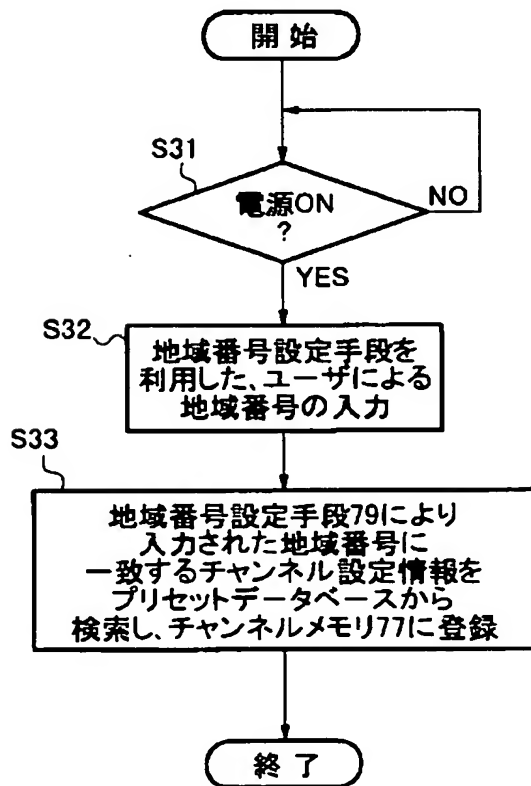 開始
S31
電源ON
?
NO
YES
S32
地域番号設定手段を
利用した、ユーザによる
地域番号の入力
S33
地域番号設定手段79により
入力された地域番号に
一致するチャンネル設定情報を
プリセットデータベースから
検索し、チャンネルメモリ77に登録
終了